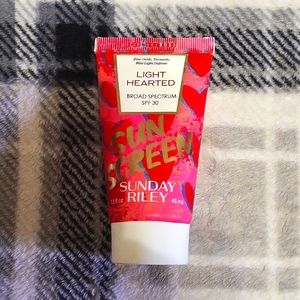 Zinc Oxide, Turmeric,
Blue Light Defense
LIGHT
HEARTED
BROAD SPECTRUM
SPF 30
SUN
SCREEN
SUNDAY
RILEY
45 ml